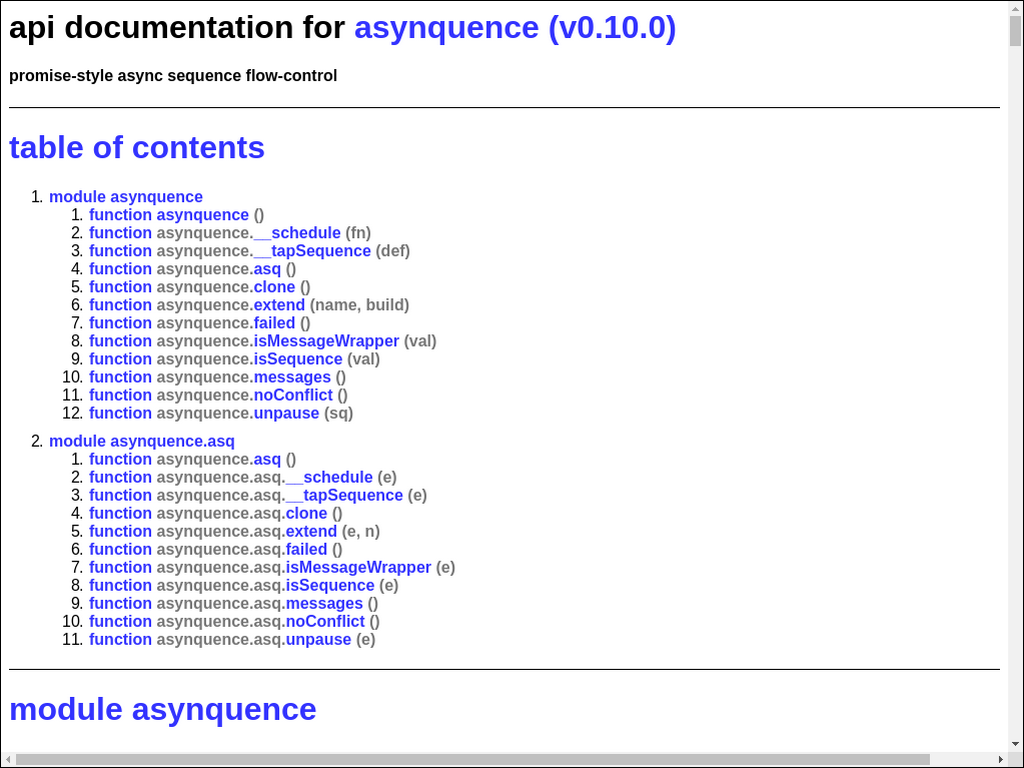 api documentation for asynquence (v0.10.0)
promise-style async sequence flow-control
table of contents
1. module asynquence
1. function asynquence ()
2. function asynquence.__schedule (fn)
3. function asynquence.__tapSequence (def)
4. function asynquence.asq ()
5. function asynquence.clone ()
6. function asynquence.extend (name, build)
7. function asynquence.failed ()
8. function asynquence.isMessageWrapper (val)
9. function asynquence.isSequence (val)
10. function asynquence.messages ()
11. function asynquence.noConflict ()
12. function asynquence.unpause (sq)
2. module asynquence.asq
1. function asynquence.asq ()
2. function asynquence.asq.__schedule (e)
3. function asynquence.asq.__tapSequence (e)
4. function asynquence.asq.clone ()
5. function asynquence.asq.extend (e, n)
6. function asynquence.asq.failed ()
7. function asynquence.asq.isMessageWrapper (e)
8. function asynquence.asq.isSequence (e)
9. function asynquence.asq.messages ()
10. function asynquence.asq.noConflict ()
11. function asynquence.asq.unpause (e)
module asynquence